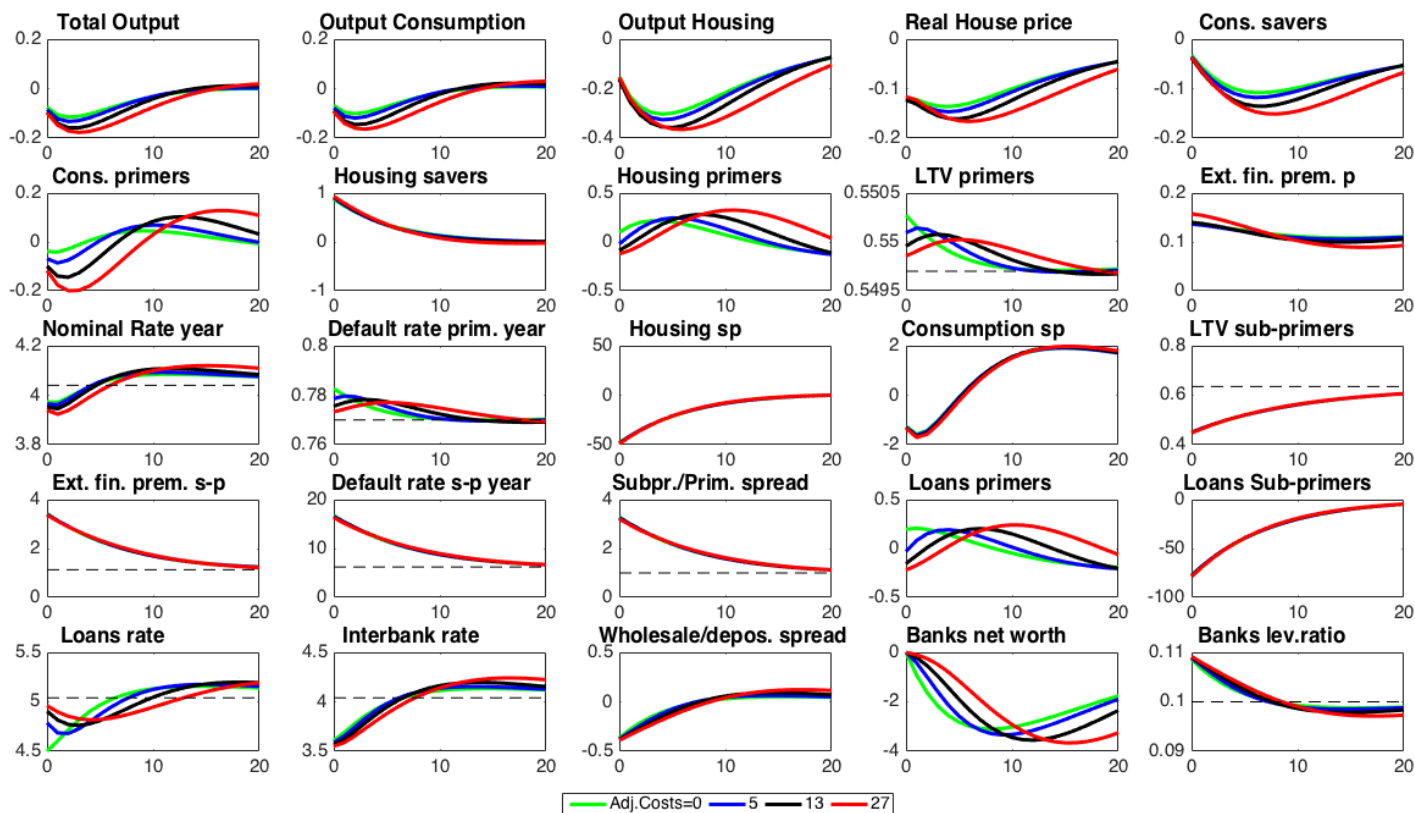 Total Output
Output Consumption
Output Housing
Real House price
Cons. savers
0.2
0
-0.2
0 10 20
0.2
0
-0.2
0 10 20
0
-0.2
-0.4
0 10 20
0
-0.1
-0.2
0 10 20
0
-0.1
-0.2
0 10 20
Cons. primers
Housing savers
Housing primers
LTV primers
Ext. fin. prem. p
0.2
0
-0.2
0 10 20
1
0
-1
0 10 20
0.5
0
-0.5
0 10 20
0.5505
0.55
0.5495
0 10 20
0.2
0.1
0
0 10 20
Nominal Rate year
Default rate prim. year
Housing sp
Consumption sp
LTV sub-primers
4.2
4
3.8
0 10 20
0.8
0.78
0.76
0 10 20
50
0
-50
0 10 20
2
0
-2
0 10 20
0.8
0.6
0.4
0 10 20
Ext. fin. prem. s-p
Default rate s-p year
Subpr./Prim. spread
Loans primers
Loans Sub-primers
4
2
0
0 10 20
20
10
0
0 10 20
4
2
0
0 10 20
0.5
0
-0.5
0 10 20
0
-50
-100
0 10 20
Loans rate
Interbank rate
Wholesale/depos. spread
Banks net worth
Banks lev.ratio
5.5
5
4.5
0 10 20
4.5
4
3.5
0 10 20
0.5
0
-0.5
0 10 20
0
-2
-4
0 10 20
0.11
0.1
0.09
0 10 20
Adj.Costs=0 5 13 27